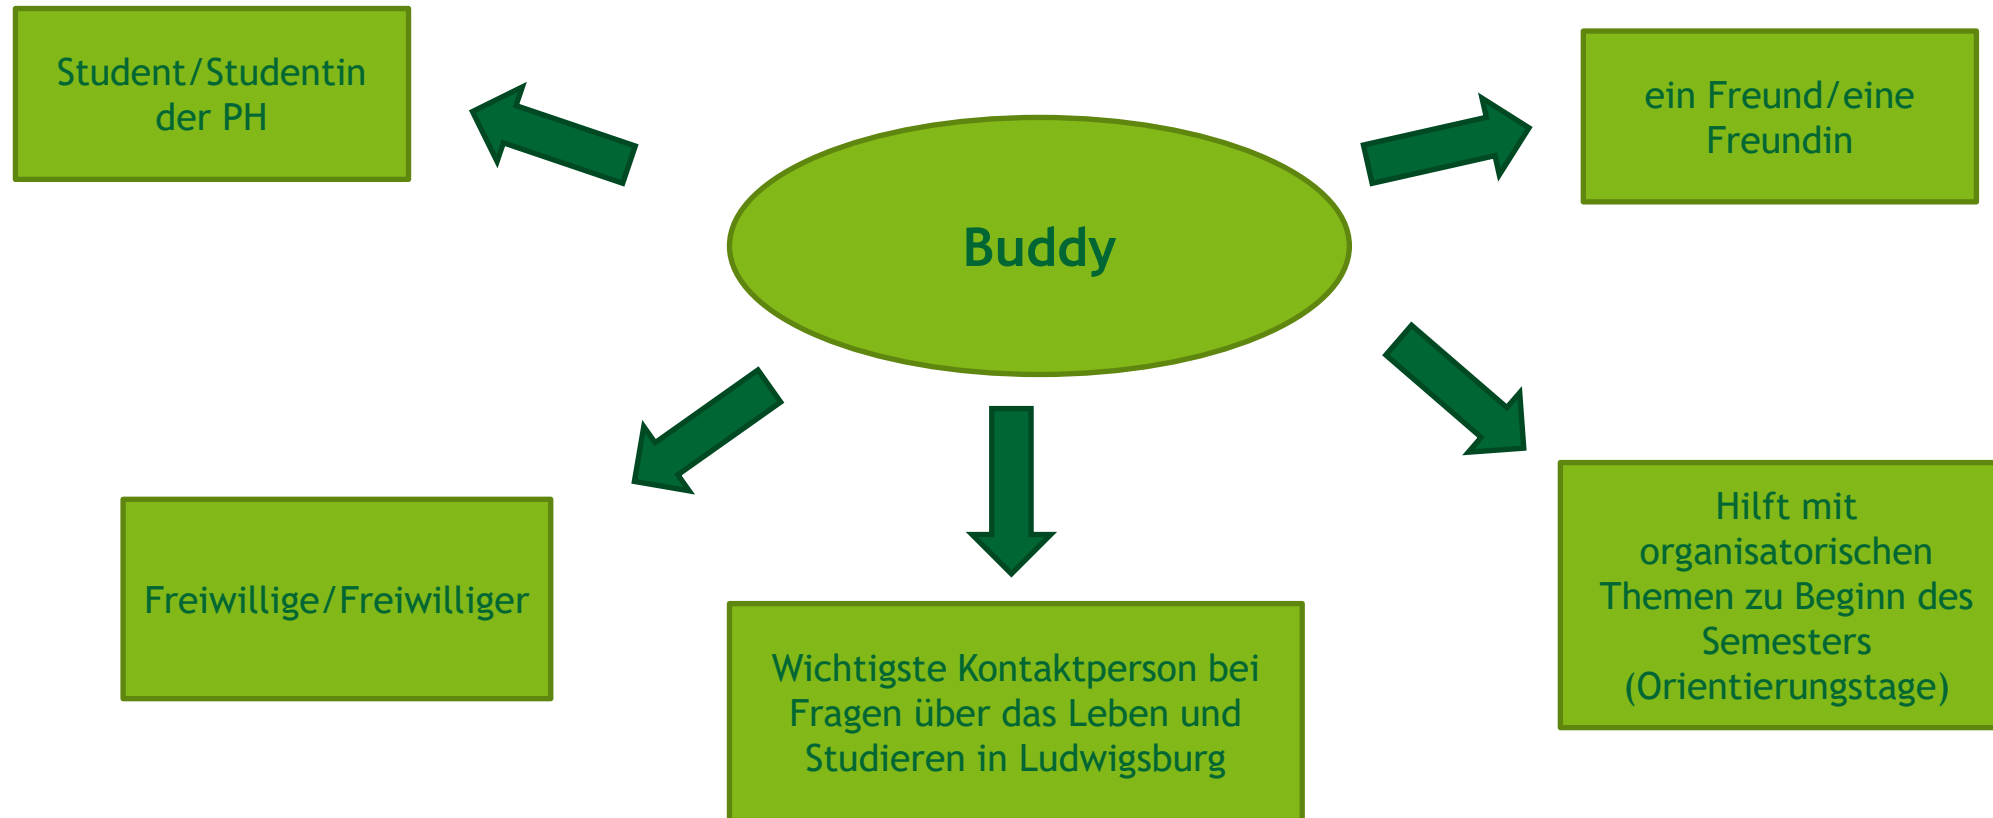 Student/Studentin
der PH
ein Freund/eine
Freundin
Buddy
Freiwillige/Freiwilliger
Wichtigste Kontaktperson bei
Fragen über das Leben und
Studieren in Ludwigsburg
Hilft mit
organisatorischen
Themen zu Beginn des
Semesters
(Orientierungstage)